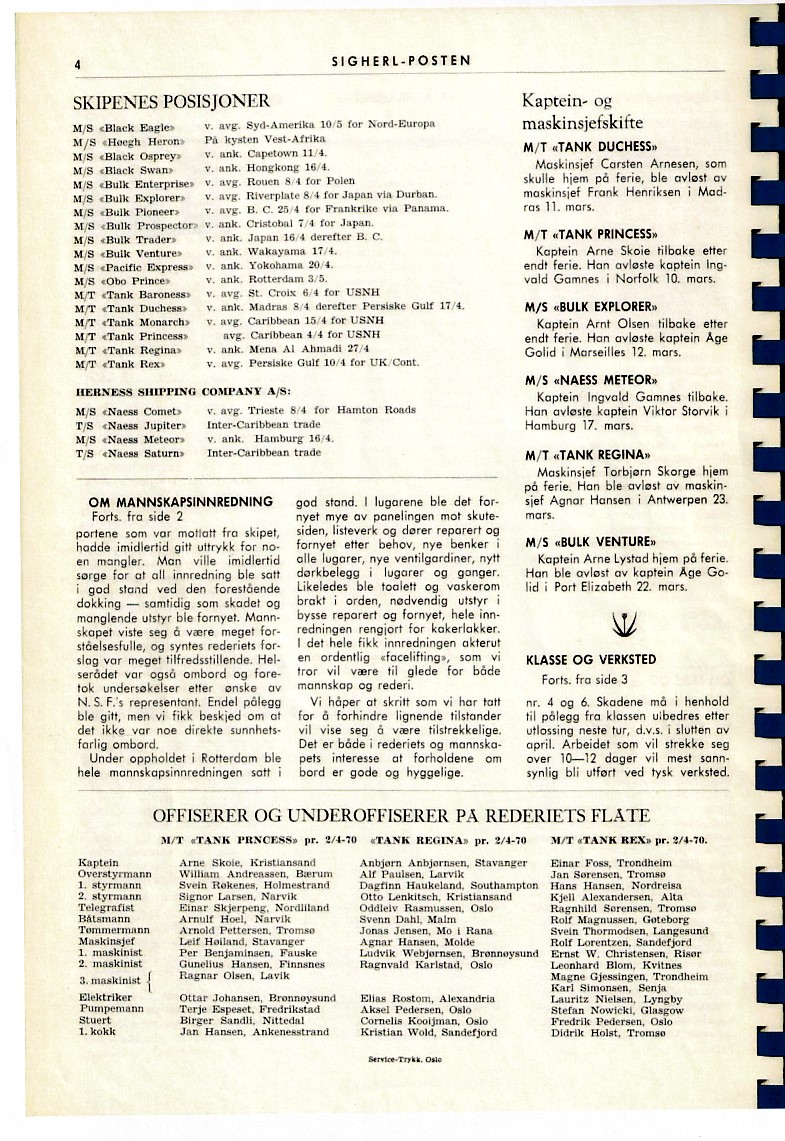 4
SIGHERL-POSTEN
SKIPENES POSISJONER
M/S «Black Eagle» v. avg. Syd-Amerika 10/5 for Nord-Europa
M/S «Høegh Heron» På kysten Vest-Afrika
M/S «Black Osprey» v. ank. Capetown 11/4.
M/S «Black Swan» v. ank. Hongkong 16/4.
M/S «Bulk Enterprise» v. avg. Rouen 8/4 for Polen
M/S «Bulk Explorer» v. avg. Riverplate 8/4 for Japan via Durban.
M/S «Bulk Pioneer» v. avg. B. C. 25/4 for Frankrike via Panama.
M/S «Bulk Prospector» v. ank. Cristobal 7/4 for Japan.
M/S «Bulk Trader» v. ank. Japan 16/4 derefter B. C.
M/S «Bulk Venture» v. ank. Wakayama 17/4.
M/S «Pacific Express» v. ank. Yokohama 20/4.
M/S «Obo Prince» v. ank. Rotterdam 3/5.
M/T «Tank Baroness» v. avg. St. Croix 6/4 for USNH
M/T «Tank Duchess» v. ank. Madras 8/4 derefter Persiske Gulf 17/4.
M/T «Tank Monarch» v. avg. Caribbean 15/4 for USNH
M/T «Tank Princess» avg. Caribbean 4/4 for USNH
M/T «Tank Regina» v. ank. Mena Al Ahmadi 27/4
M/T «Tank Rex» v. avg. Persiske Gulf 10/4 for UK/Cont.
HERNESS SHIPPING COMPANY A/S:
M/S «Naess Comet» v. avg. Trieste 8/4 for Hamton Roads
T/S «Naess Jupiter» Inter-Caribbean trade
M/S «Naess Meteor» v. ank. Hamburg 16/4.
T/S «Naess Saturn» Inter-Caribbean trade
OM MANNSKAPSINNREDNING
Forts. fra side 2
portene som var mottatt fra skipet,
hadde imidlertid gitt uttrykk for no-
en mangler. Man ville imidlertid
sørge for at all innredning ble satt
i god stand ved den forestående
dokking — samtidig som skadet og
manglende utstyr ble fornyet. Mann-
skapet viste seg å være meget for-
ståelsesfulle, og syntes rederiets for-
slag var meget tilfredsstillende. Hel-
serådet var også ombord og fore-
tok undersøkelser etter ønske av
N. S. F.'s representant. Endel pålegg
ble gitt, men vi fikk beskjed om at
det ikke var noe direkte sunnhets-
farlig ombord.
Under oppholdet i Rotterdam ble
hele mannskapsinnredningen satt i
god stand. I lugarene ble det for-
nyet mye av panelingen mot skute-
siden, listeverk og dører reparert og
fornyet etter behov, nye benker i
alle lugarer, nye ventilgardiner, nytt
dørkbelegg i lugarer og ganger.
Likeledes ble toalett og vaskerom
brakt i orden, nødvendig utstyr i
bysse reparert og fornyet, hele inn-
redningen rengjort for kakerlakker.
I det hele fikk innredningen akterut
en ordentlig «facelifting», som vi
tror vil være til glede for både
mannskap og rederi.
Vi håper at skritt som vi har tatt
for å forhindre lignende tilstander
vil vise seg å være tilstrekkelige.
Det er både i rederiets og mannska-
pets interesse at forholdene om
bord er gode og hyggelige.
Kaptein- og
maskinsjefskifte
M/T «TANK DUCHESS»
Maskinsjef Carsten Arnesen, som
skulle hjem på ferie, ble avløst av
maskinsjef Frank Henriksen i Mad-
ras 11. mars.
M/T «TANK PRINCESS»
Kaptein Arne Skoie tilbake etter
endt ferie. Han avløste kaptein Ing-
vald Gamnes i Norfolk 10. mars.
M/S «BULK EXPLORER»
Kaptein Arnt Olsen tilbake etter
endt ferie. Han avløste kaptein Åge
Golid i Marseilles 12. mars.
M/S «NAESS METEOR»
Kaptein Ingvald Gamnes tilbake.
Han avløste kaptein Viktor Storvik i
Hamburg 17. mars.
M/T «TANK REGINA»
Maskinsjef Torbjørn Skarge hjem
på ferie. Han ble avløst av maskin-
sjef Agnar Hansen i Antwerpen 23.
mars.
M/S «BULK VENTURE»
Kaptein Arne Lystad hjem på ferie.
Han ble avløst av kaptein Åge Go-
lid i Port Elizabeth 22. mars.
KLASSE OG VERKSTED
Forts. fra side 3
nr. 4 og 6. Skadene må i henhold
til pålegg fra klassen uibedres etter
utlossing neste tur, d.v.s. i slutten av
april. Arbeidet som vil strekke seg
over 10—12 dager vil mest sann-
synlig bli utført ved tysk verksted.
OFFISERER OG UNDEROFFISERER PÅ REDERIETS FLÅTE
M/T «TANK PRNCESS» pr. 2/4-70 «TANK REGINA» pr. 2/4-70 M/T «TANK REX» pr. 2/4-70.
Kaptein Arne Skoie, Kristiansand Anbjørn Anbjørnsen, Stavanger Einar Foss, Trondheim
Overstyrmann William Andreassen, Bærum Alf Paulsen, Larvik Jan Sørensen, Tromsø
1. styrmann Svein Røkenes, Holmestrand Dagfinn Haukeland, Southampton Hans Hansen, Nordreisa
2. styrmann Signor Larsen, Narvik Otto Lenkitsch, Kristiansand Kjell Alexandersen, Alta
Telegrafist Einar Skjerpeng, Nordliland Oddleiv Rasmussen, Oslo Ragnhild Sørensen, Tromsø
Båtsmann Arnulf Hoel, Narvik Svenn Dahl, Malm Rolf Magnussen, Gøteborg
Tømmermann Arnold Pettersen, Tromsø Jonas Jensen, Mo i Rana Svein Thormodsen, Langesund
Maskinsjef Leif Høiland, Stavanger Agnar Hansen, Molde Rolf Lorentzen, Sandefjord
1. maskinist Per Benjaminsen, Fauske Ludvik Webjørnsen, Brønnøysund Ernst W. Christensen, Risør
2. maskinist Gunelius Hansen, Finnsnes Ragnvald Karlstad, Oslo Leonhard Blom, Kvitnes
3. maskinist { Ragnar Olsen, Lavik Magne Gjessingen, Trondheim
Karl Simonsen, Senja
Elektriker Ottar Johansen, Brønnøysund Elias Rostom, Alexandria Lauritz Nielsen, Lyngby
Pumpemann Terje Espeset, Fredrikstad Aksel Pedersen, Oslo Stefan Nowicki, Glasgow
Stuert Birger Sandli, Nittedal Cornelis Kooijman, Oslo Fredrik Pedersen, Oslo
1. kokk Jan Hansen, Ankenesstrand Kristian Wold, Sandefjord Didrik Holst, Tromsø
Service-Trykk, Oslo